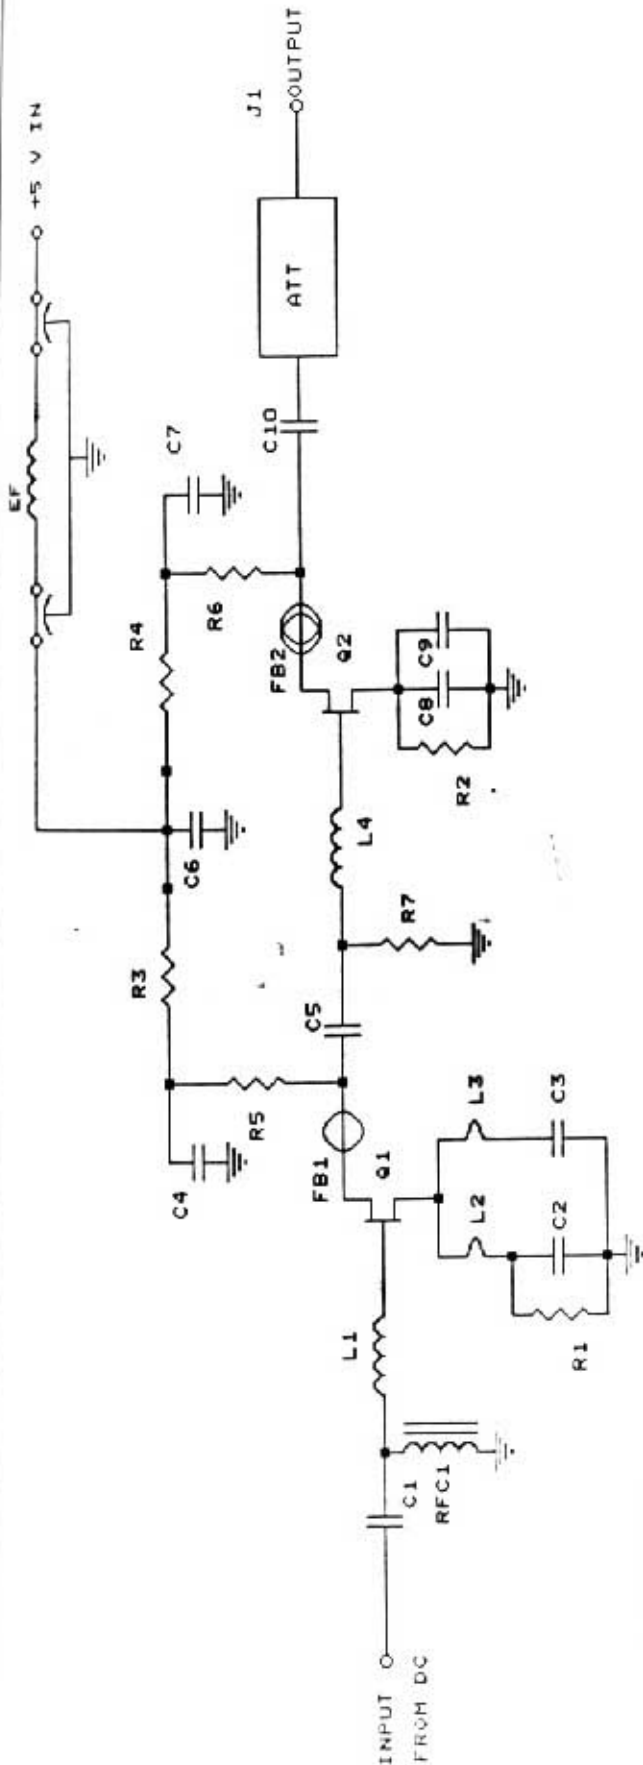 +5 V IN
EF
J1
OUTPUT
ATT
C10
C7
R4
R6
FB2
Q2
C9
C8
R2
C6
L4
R7
R3
C5
R5
C4
FB1
Q1
L3
C3
L2
C2
R1
L1
C1
RFC1
INPUT
FROM DC